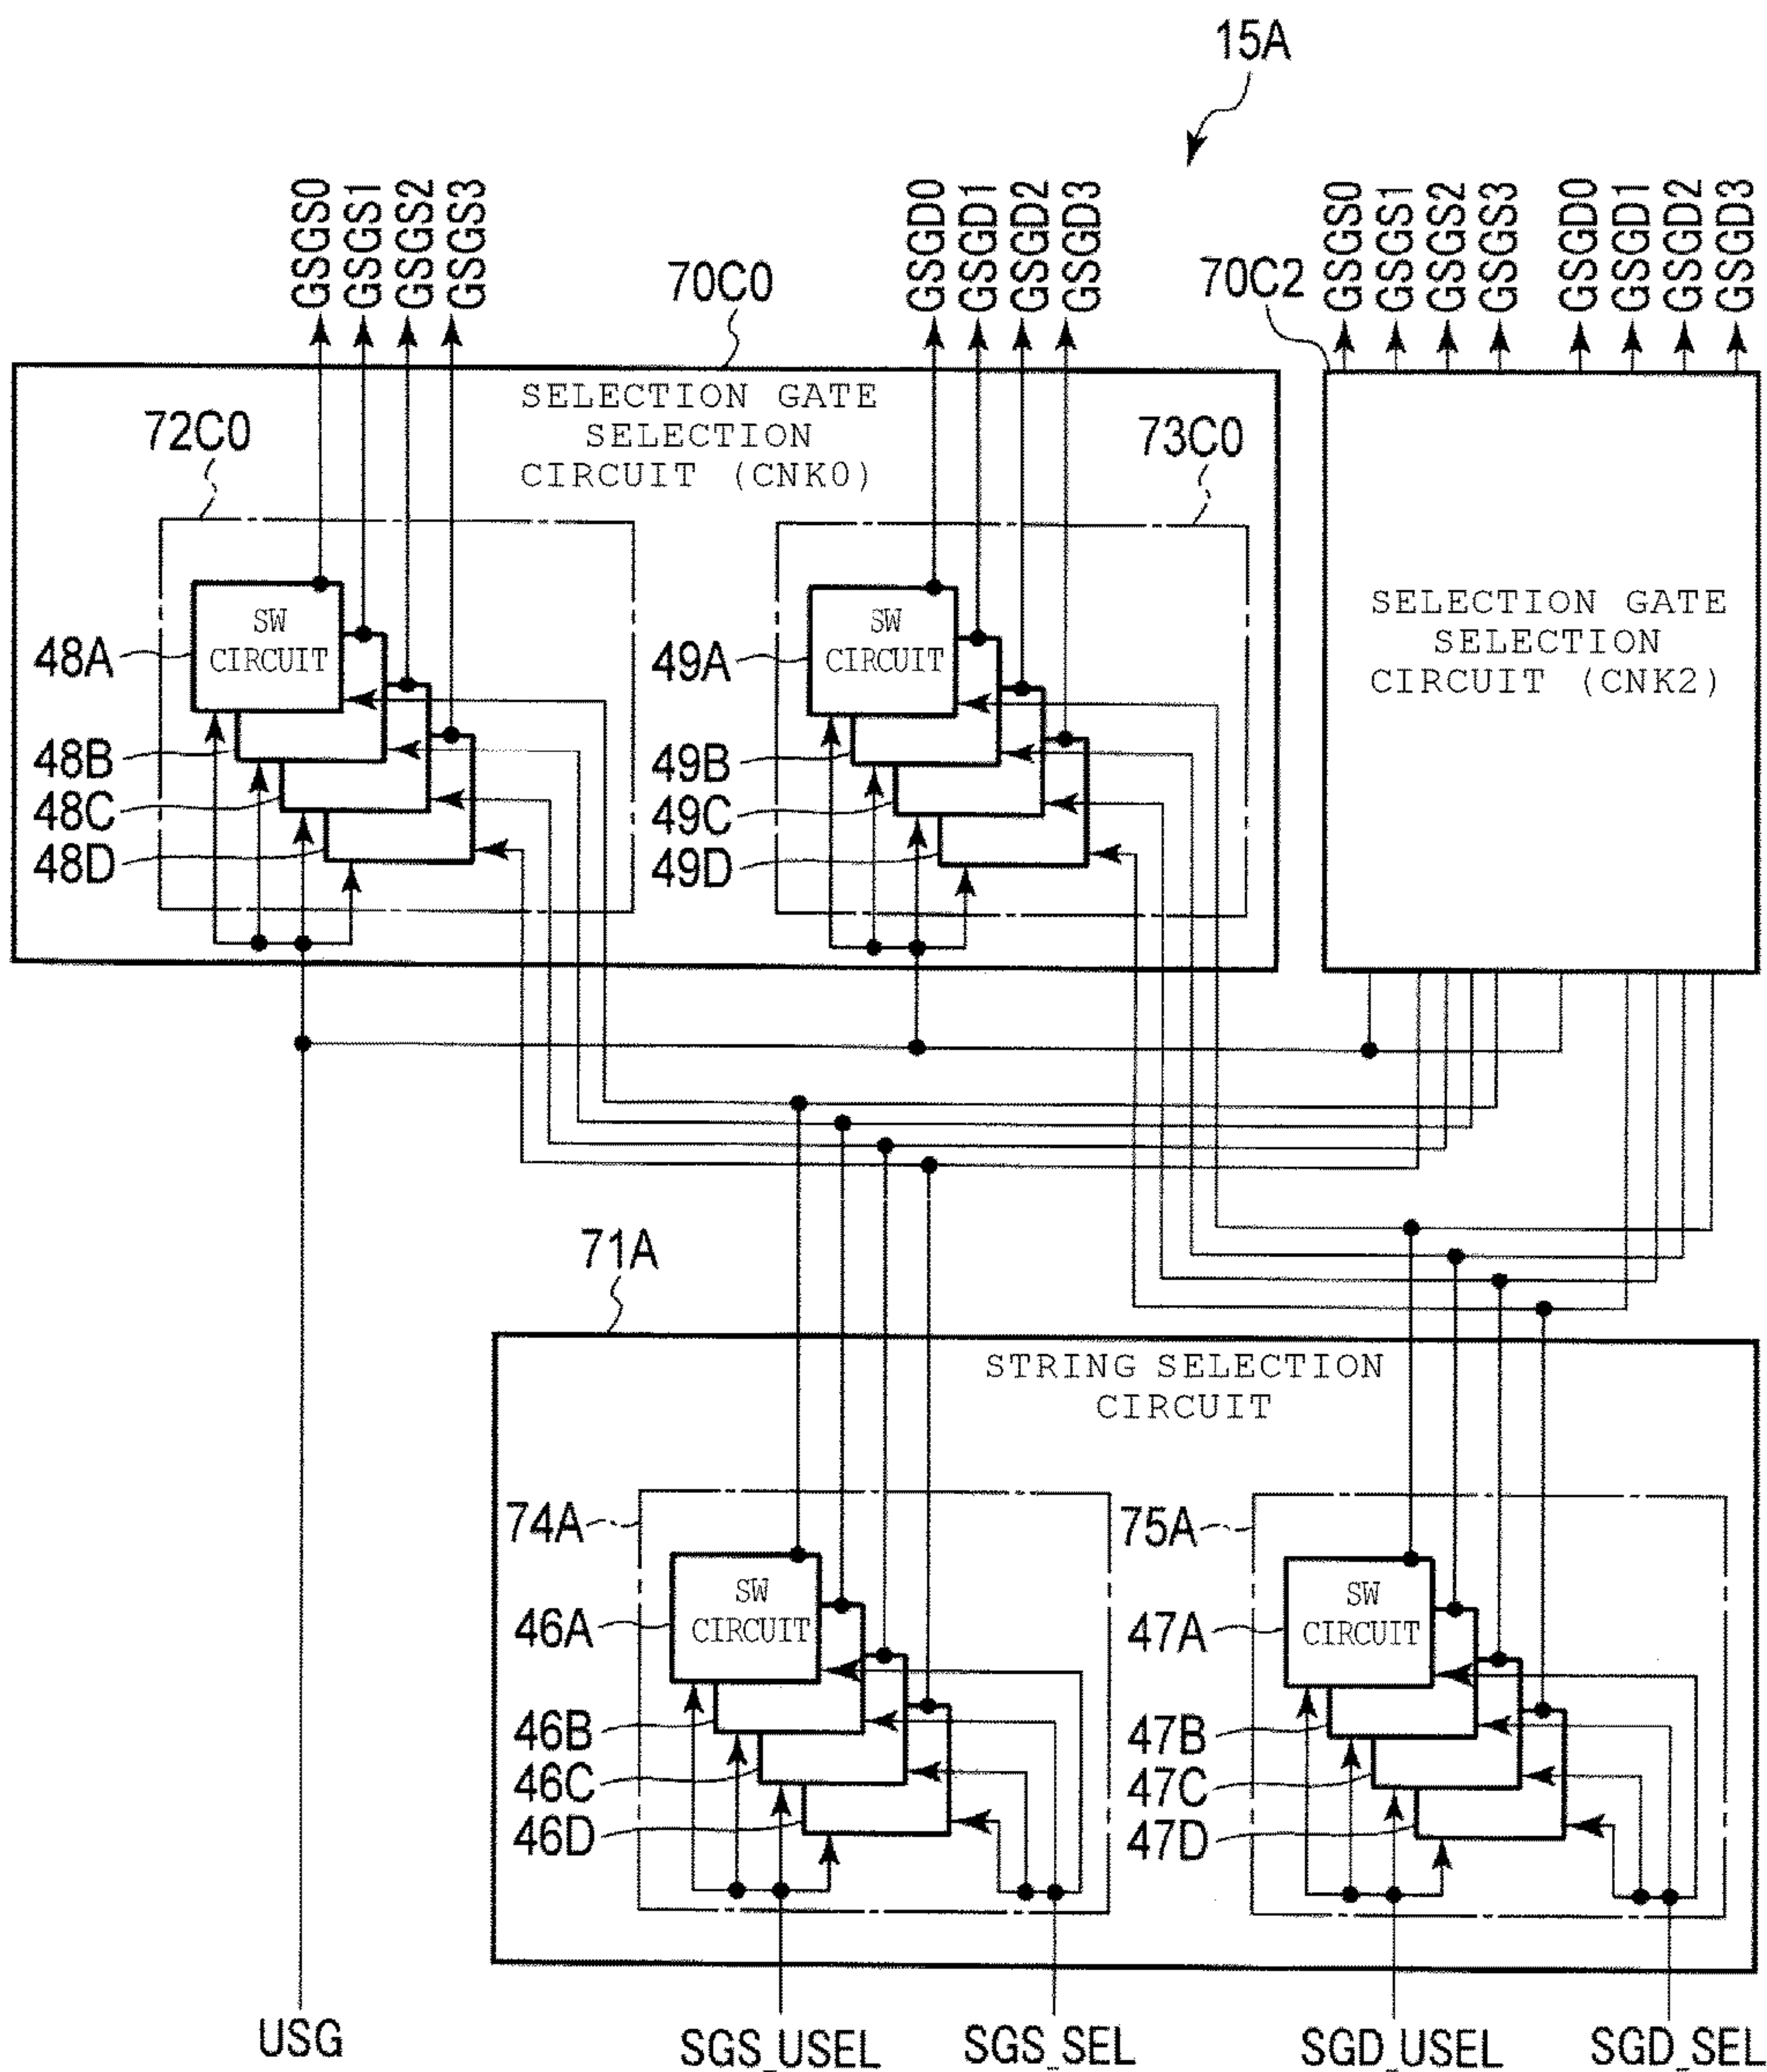 15A
GSGS0
GSGS1
GSGS2
GSGS3
GSGD0
GSGD1
GSGD2
GSGD3
GSGS0
GSGS1
GSGS2
GSGS3
GSGD0
GSGD1
GSGD2
GSGD3
70C0
70C2
SELECTION GATE
SELECTION
CIRCUIT (CNK0)
72C0
73C0
SW
CIRCUIT
48A
48B
48C
48D
SW
CIRCUIT
49A
49B
49C
49D
SELECTION GATE
SELECTION
CIRCUIT (CNK2)
71A
STRING SELECTION
CIRCUIT
74A
75A
SW
CIRCUIT
46A
46B
46C
46D
SW
CIRCUIT
47A
47B
47C
47D
USG
SGS_USEL
SGS_SEL
SGD_USEL
SGD_SEL